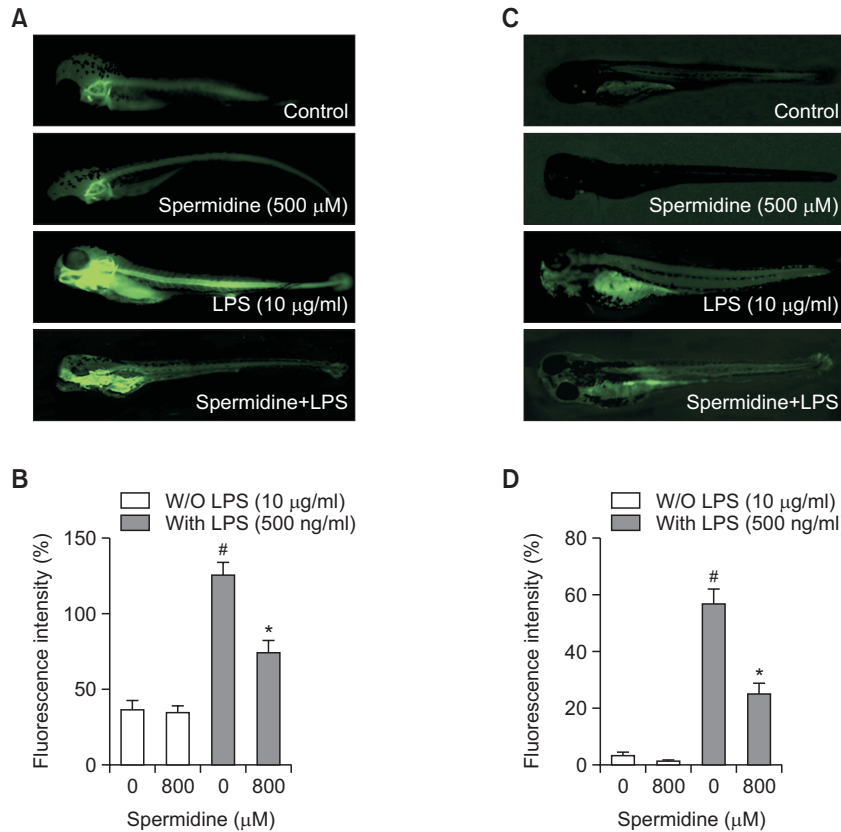 A
Control
Spermidine (500 μM)
LPS (10 μg/ml)
Spermidine+LPS
B
W/O LPS (10 μg/ml)
With LPS (500 ng/ml)
Fluorescence intensity (%)
150
100
50
0
#
*
0 800 0 800
Spermidine (μM)
C
Control
Spermidine (500 μM)
LPS (10 μg/ml)
Spermidine+LPS
D
W/O LPS (10 μg/ml)
With LPS (500 ng/ml
Fluorescence intensity (%)
80
60
40
20
0
#
*
0 800 0 800
Spermidine (μM)